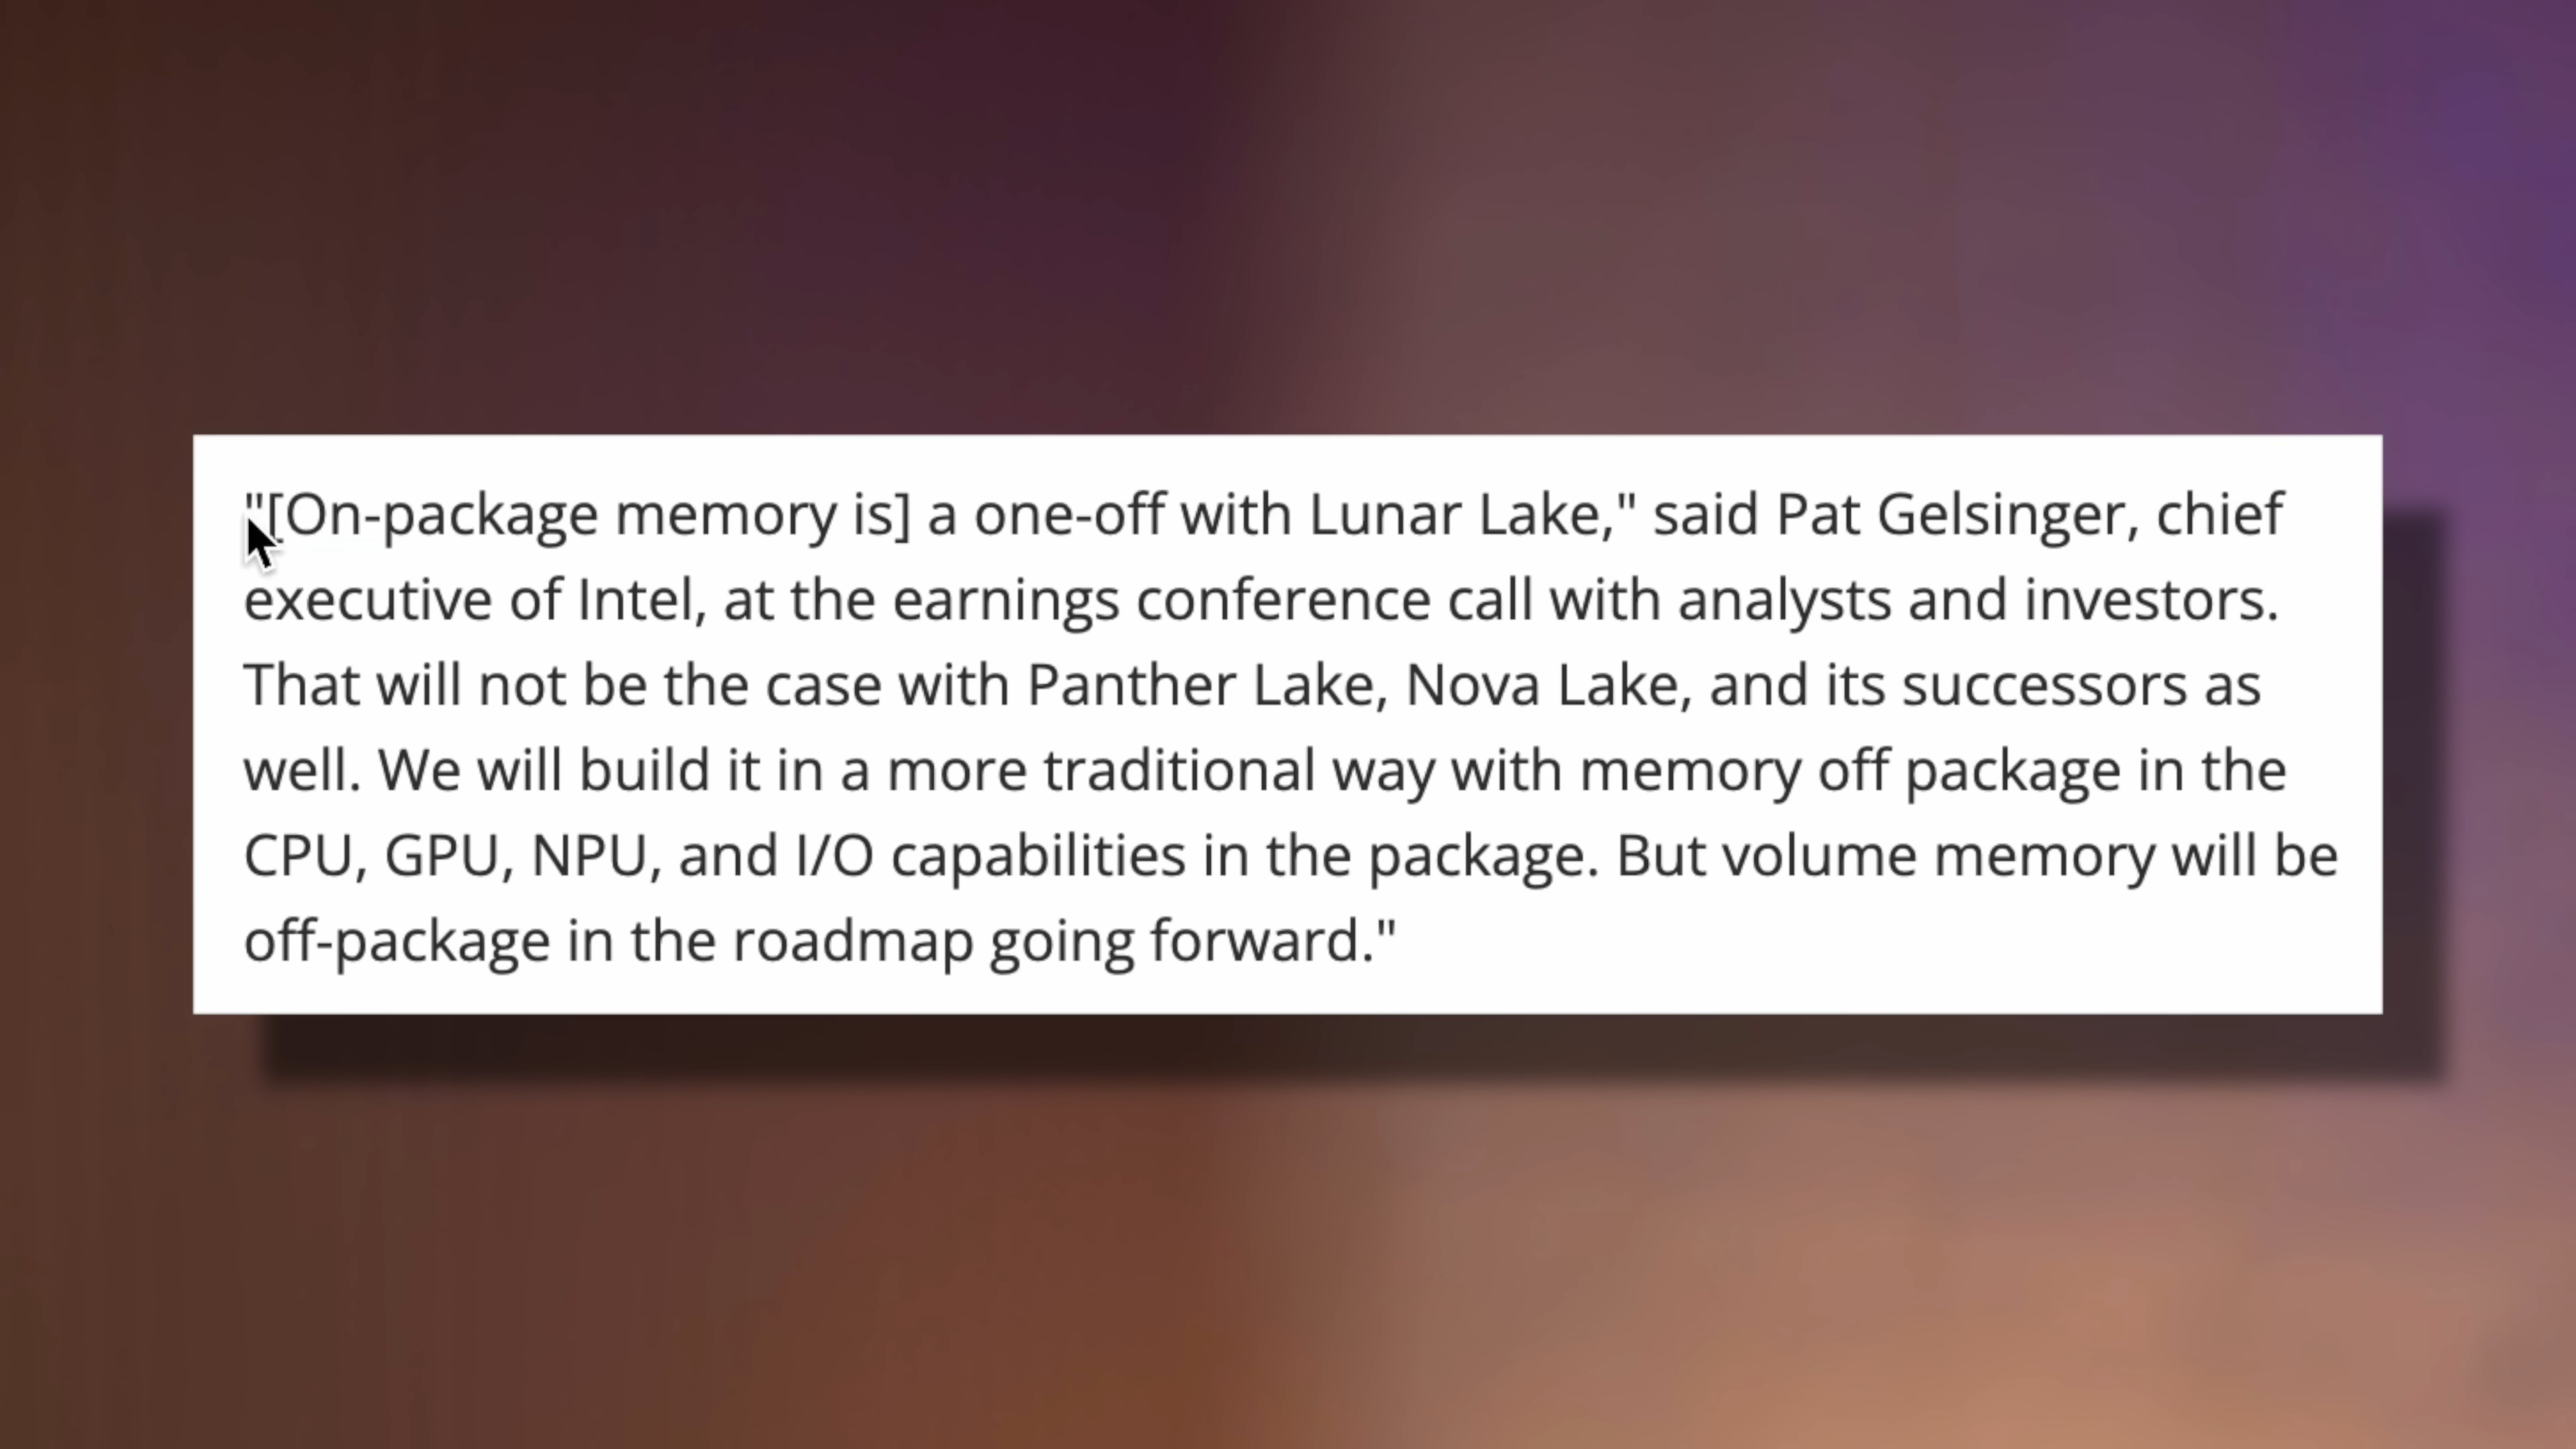 "[On-package memory is] a one-off with Lunar Lake," said Pat Gelsinger, chief
executive of Intel, at the earnings conference call with analysts and investors.
That will not be the case with Panther Lake, Nova Lake, and its successors as
well. We will build it in a more traditional way with memory off package in the
CPU, GPU, NPU, and I/O capabilities in the package. But volume memory will be
off-package in the roadmap going forward."